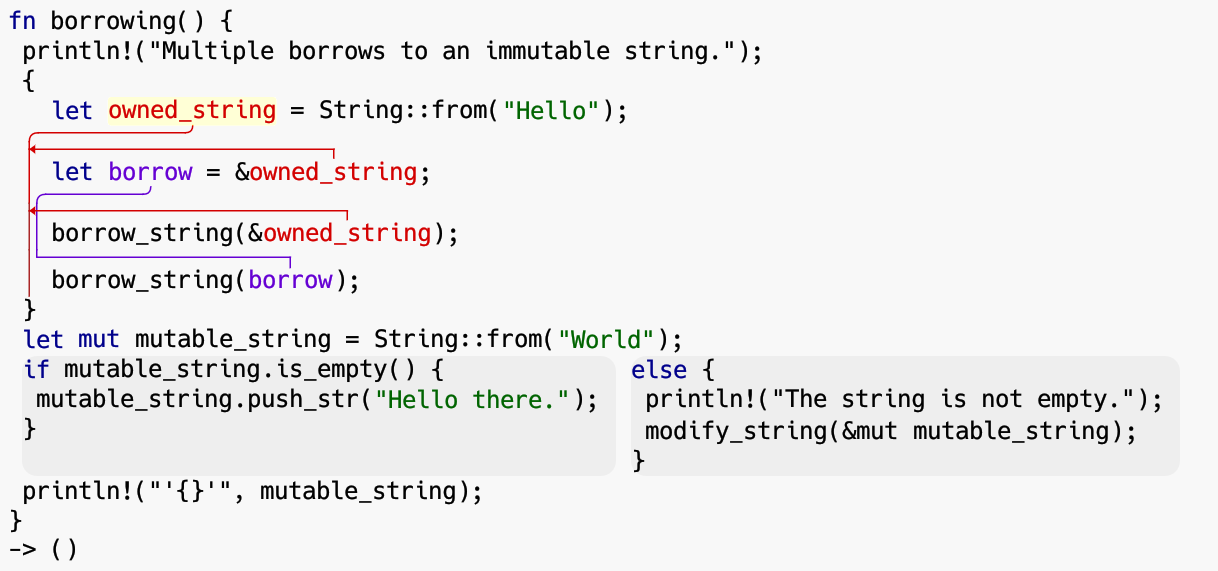 fn borrowing() {
println!("Multiple borrows to an immutable string.");
{
let owned_string = String::from("Hello");
let borrow = &owned_string;
borrow_string(&owned_string);
borrow_string(borrow);
}
let mut mutable_string = String::from("World");
if mutable_string.is_empty() {
mutable_string.push_str("Hello there.");
}
else {
println!("The string is not empty.");
modify_string(&mut mutable_string);
}
println!("'{}'", mutable_string);
}
-> ()